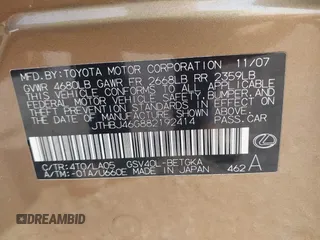 MFD.BY:TOYOTA MOTOR CORPORATION 11/07
GVWR 4680LB GAWR FR 2668LB RR 2359LB
THIS VEHICLE CONFORMS TO ALL APPLICABLE
FEDERAL MOTOR VEHICLE SAFETY, BUMPER, AND
THEFT PREVENTION STANDARDS IN EFFECT ON THE DATE
OF MANUFACTURE SHOWN ABOVE.
JTHBJ46G882192414 PASS.CAR
C/TR:4T0/LA05 GSV40L-BETGKA
A/TM:-01A/U660E MADE IN JAPAN 462 A
DREAMBID